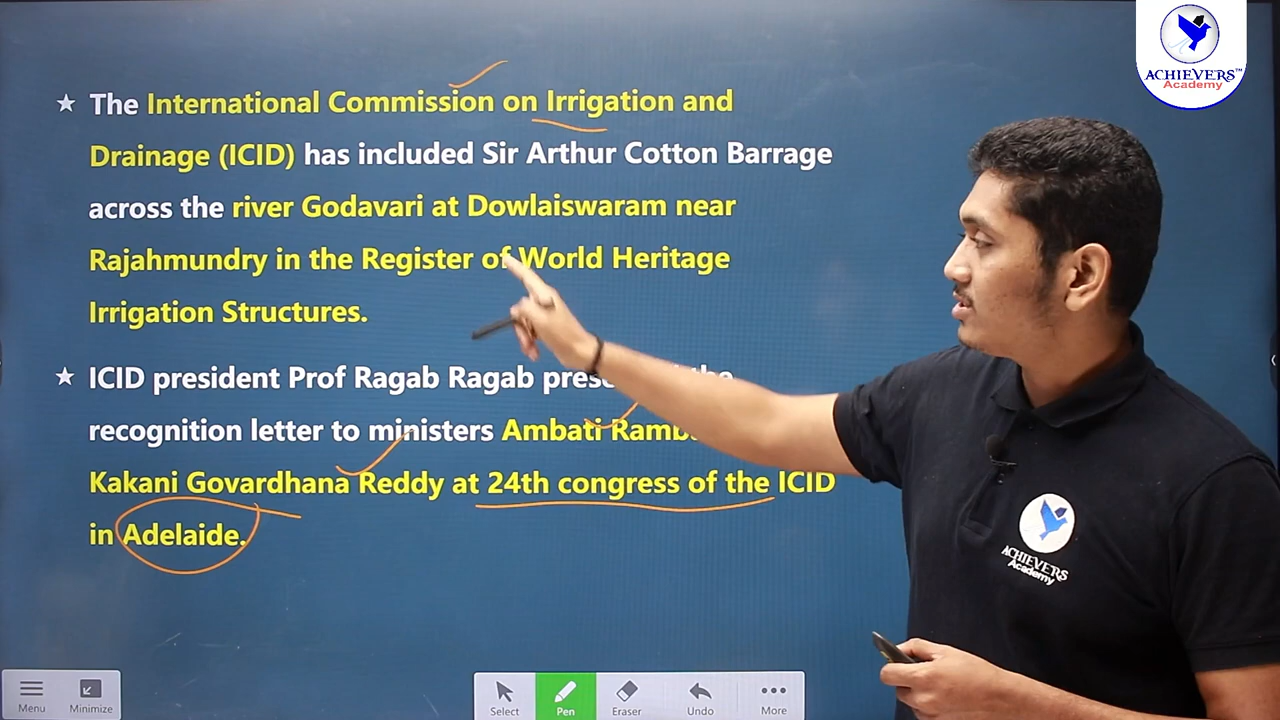 ACHIEVERS™
Academy
★ The International Commission on Irrigation and
Drainage (ICID) has included Sir Arthur Cotton Barrage
across the river Godavari at Dowlaiswaram near
Rajahmundry in the Register of World Heritage
Irrigation Structures.
★ ICID president Prof Ragab Ragab the
recognition letter to ministers Ambati
Kakani Govardhana Reddy at 24th congress of the ICID
in Adelaide.
ACHIEVERS
Academy
Menu
Minimize
Select
Pen
Eraser
Undo
More